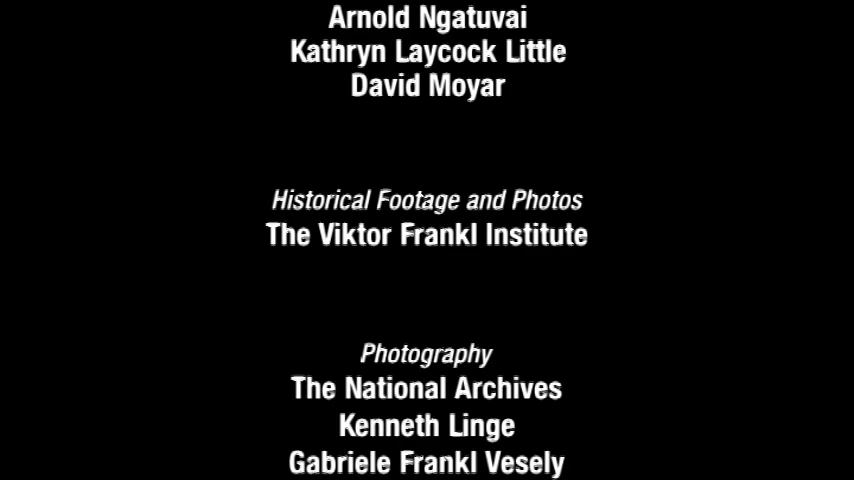 Arnold Ngatuvai
Kathryn Laycock Little
David Moyar
Historical Footage and Photos
The Viktor Frankl Institute
Photography
The National Archives
Kenneth Linge
Gabriele Frankl Vesely